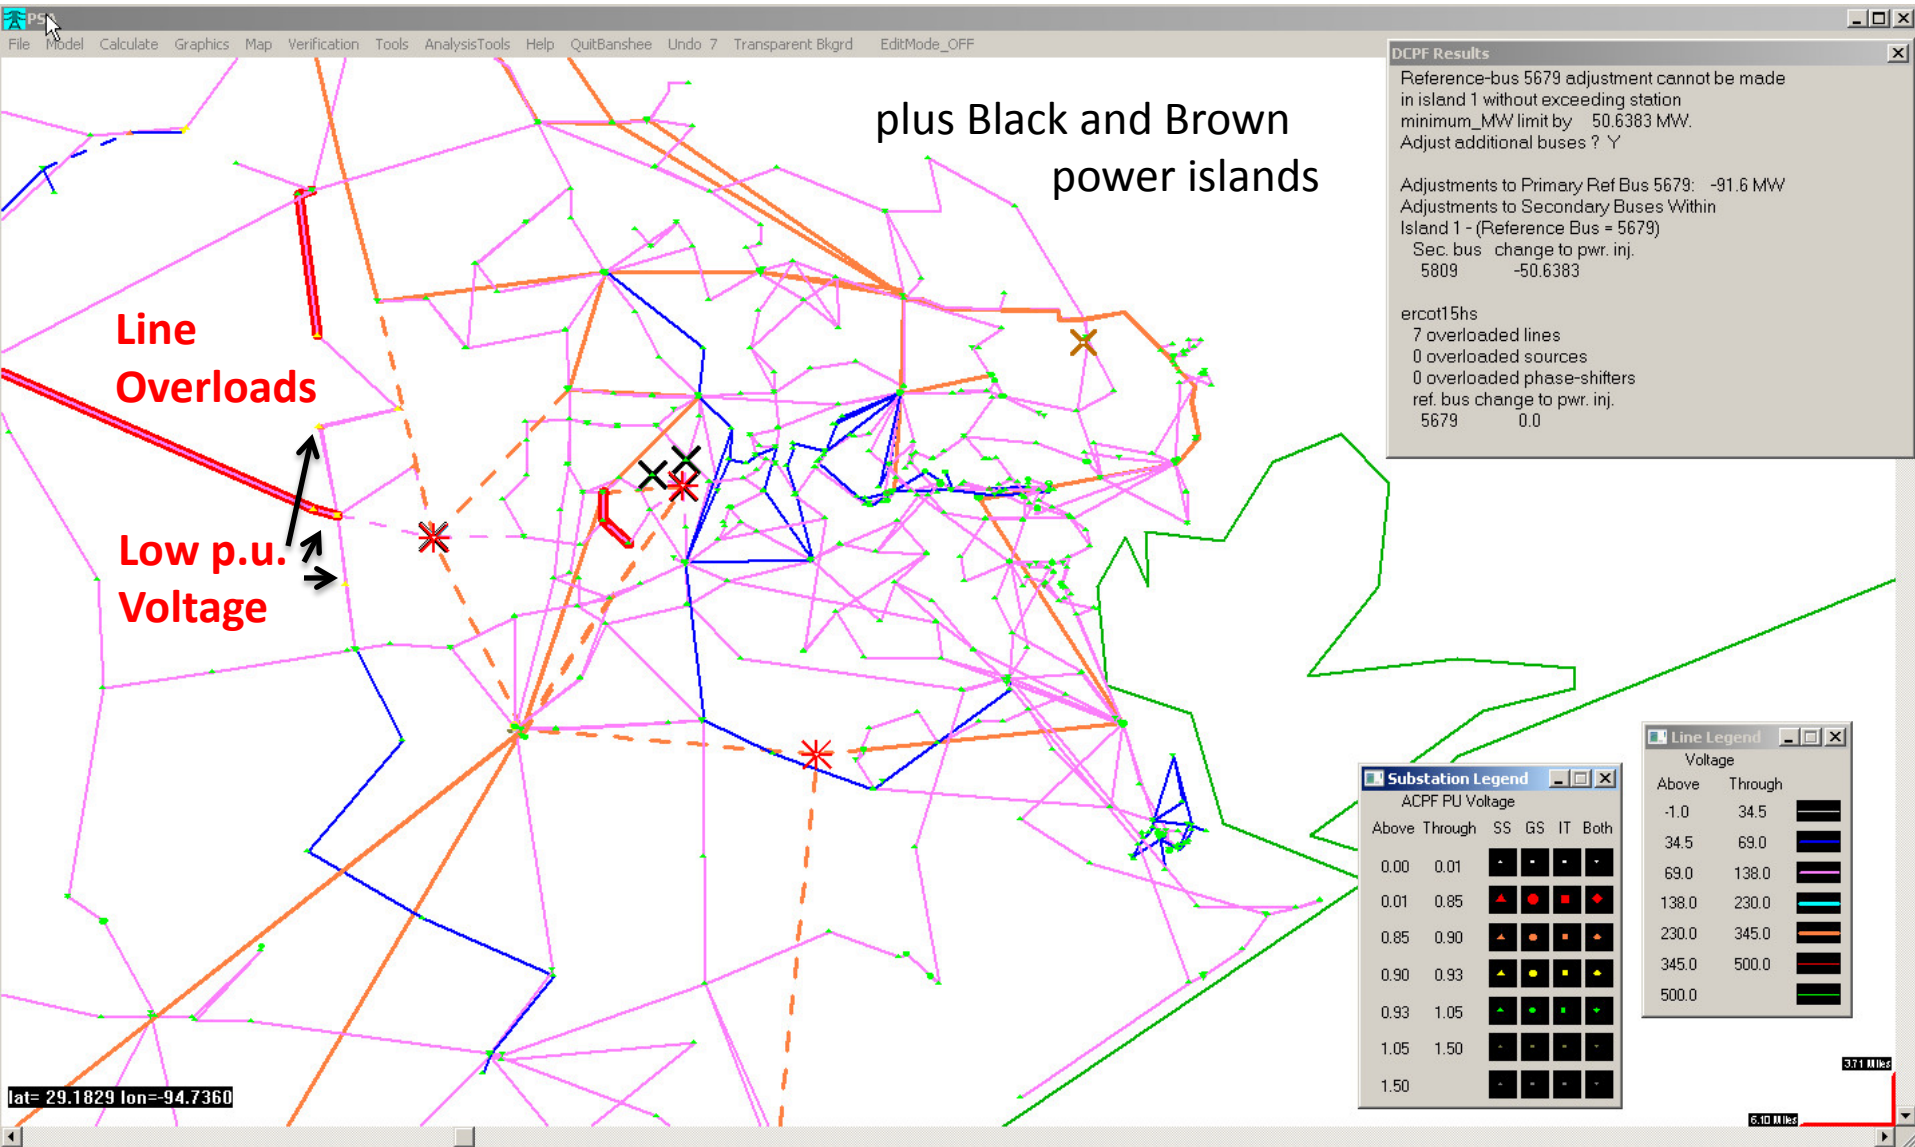 PSA
File Model Calculate Graphics Map Verification Tools AnalysisTools Help QuitBanshee Undo 7 Transparent Bkgrd EditMode_OFF
plus Black and Brown
power islands
DCPF Results
Reference-bus 5679 adjustment cannot be made
in island 1 without exceeding station
minimum_MW limit by 50.6383 MW.
Adjust additional buses ? Y
Adjustments to Primary Ref Bus 5679: -91.6 MW
Adjustments to Secondary Buses Within
Island 1 - (Reference Bus = 5679)
Sec. bus change to pwr. inj.
5809 -50.6383
ercot15hs
7 overloaded lines
0 overloaded sources
0 overloaded phase-shifters
ref. bus change to pwr. inj.
5679 0.0
Line
Overloads
Low p.u.
Voltage
Substation Legend
ACPF PU Voltage
Above Through SS GS IT Both
0.00 0.01
0.01 0.85
0.85 0.90
0.90 0.93
0.93 1.05
1.05 1.50
1.50
Line Legend
Voltage
Above Through
-1.0 34.5
34.5 69.0
69.0 138.0
138.0 230.0
230.0 345.0
345.0 500.0
500.0
lat= 29.1829 lon=-94.7360
3.71 Miles
6.10 Miles